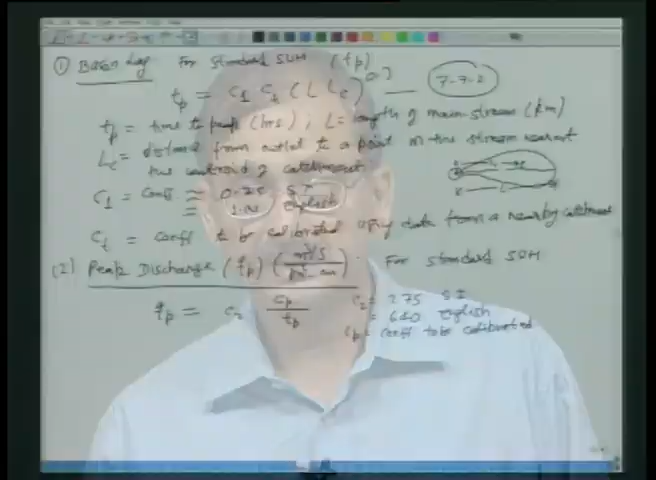 (1) Basin Lag For Standard SUH (tp)
tp = C1 Ct (L Lc)^0.3 — 7-7-2
tp = time to peak (hrs); L = length of main-stream (km)
Lc = distance from outlet to a point on the stream nearest
the centroid of catchment
C1 = Coeff ≈ 0.75 SI
= 1.00 English
Ct = Coeff to be calibrated using data from a nearby catchment
(2) Peak Discharge (qp) For Standard SUH
qp = C2 Cp/tp C2 = 2.75 SI
= 640 English
Cp = Coeff to be calibrated